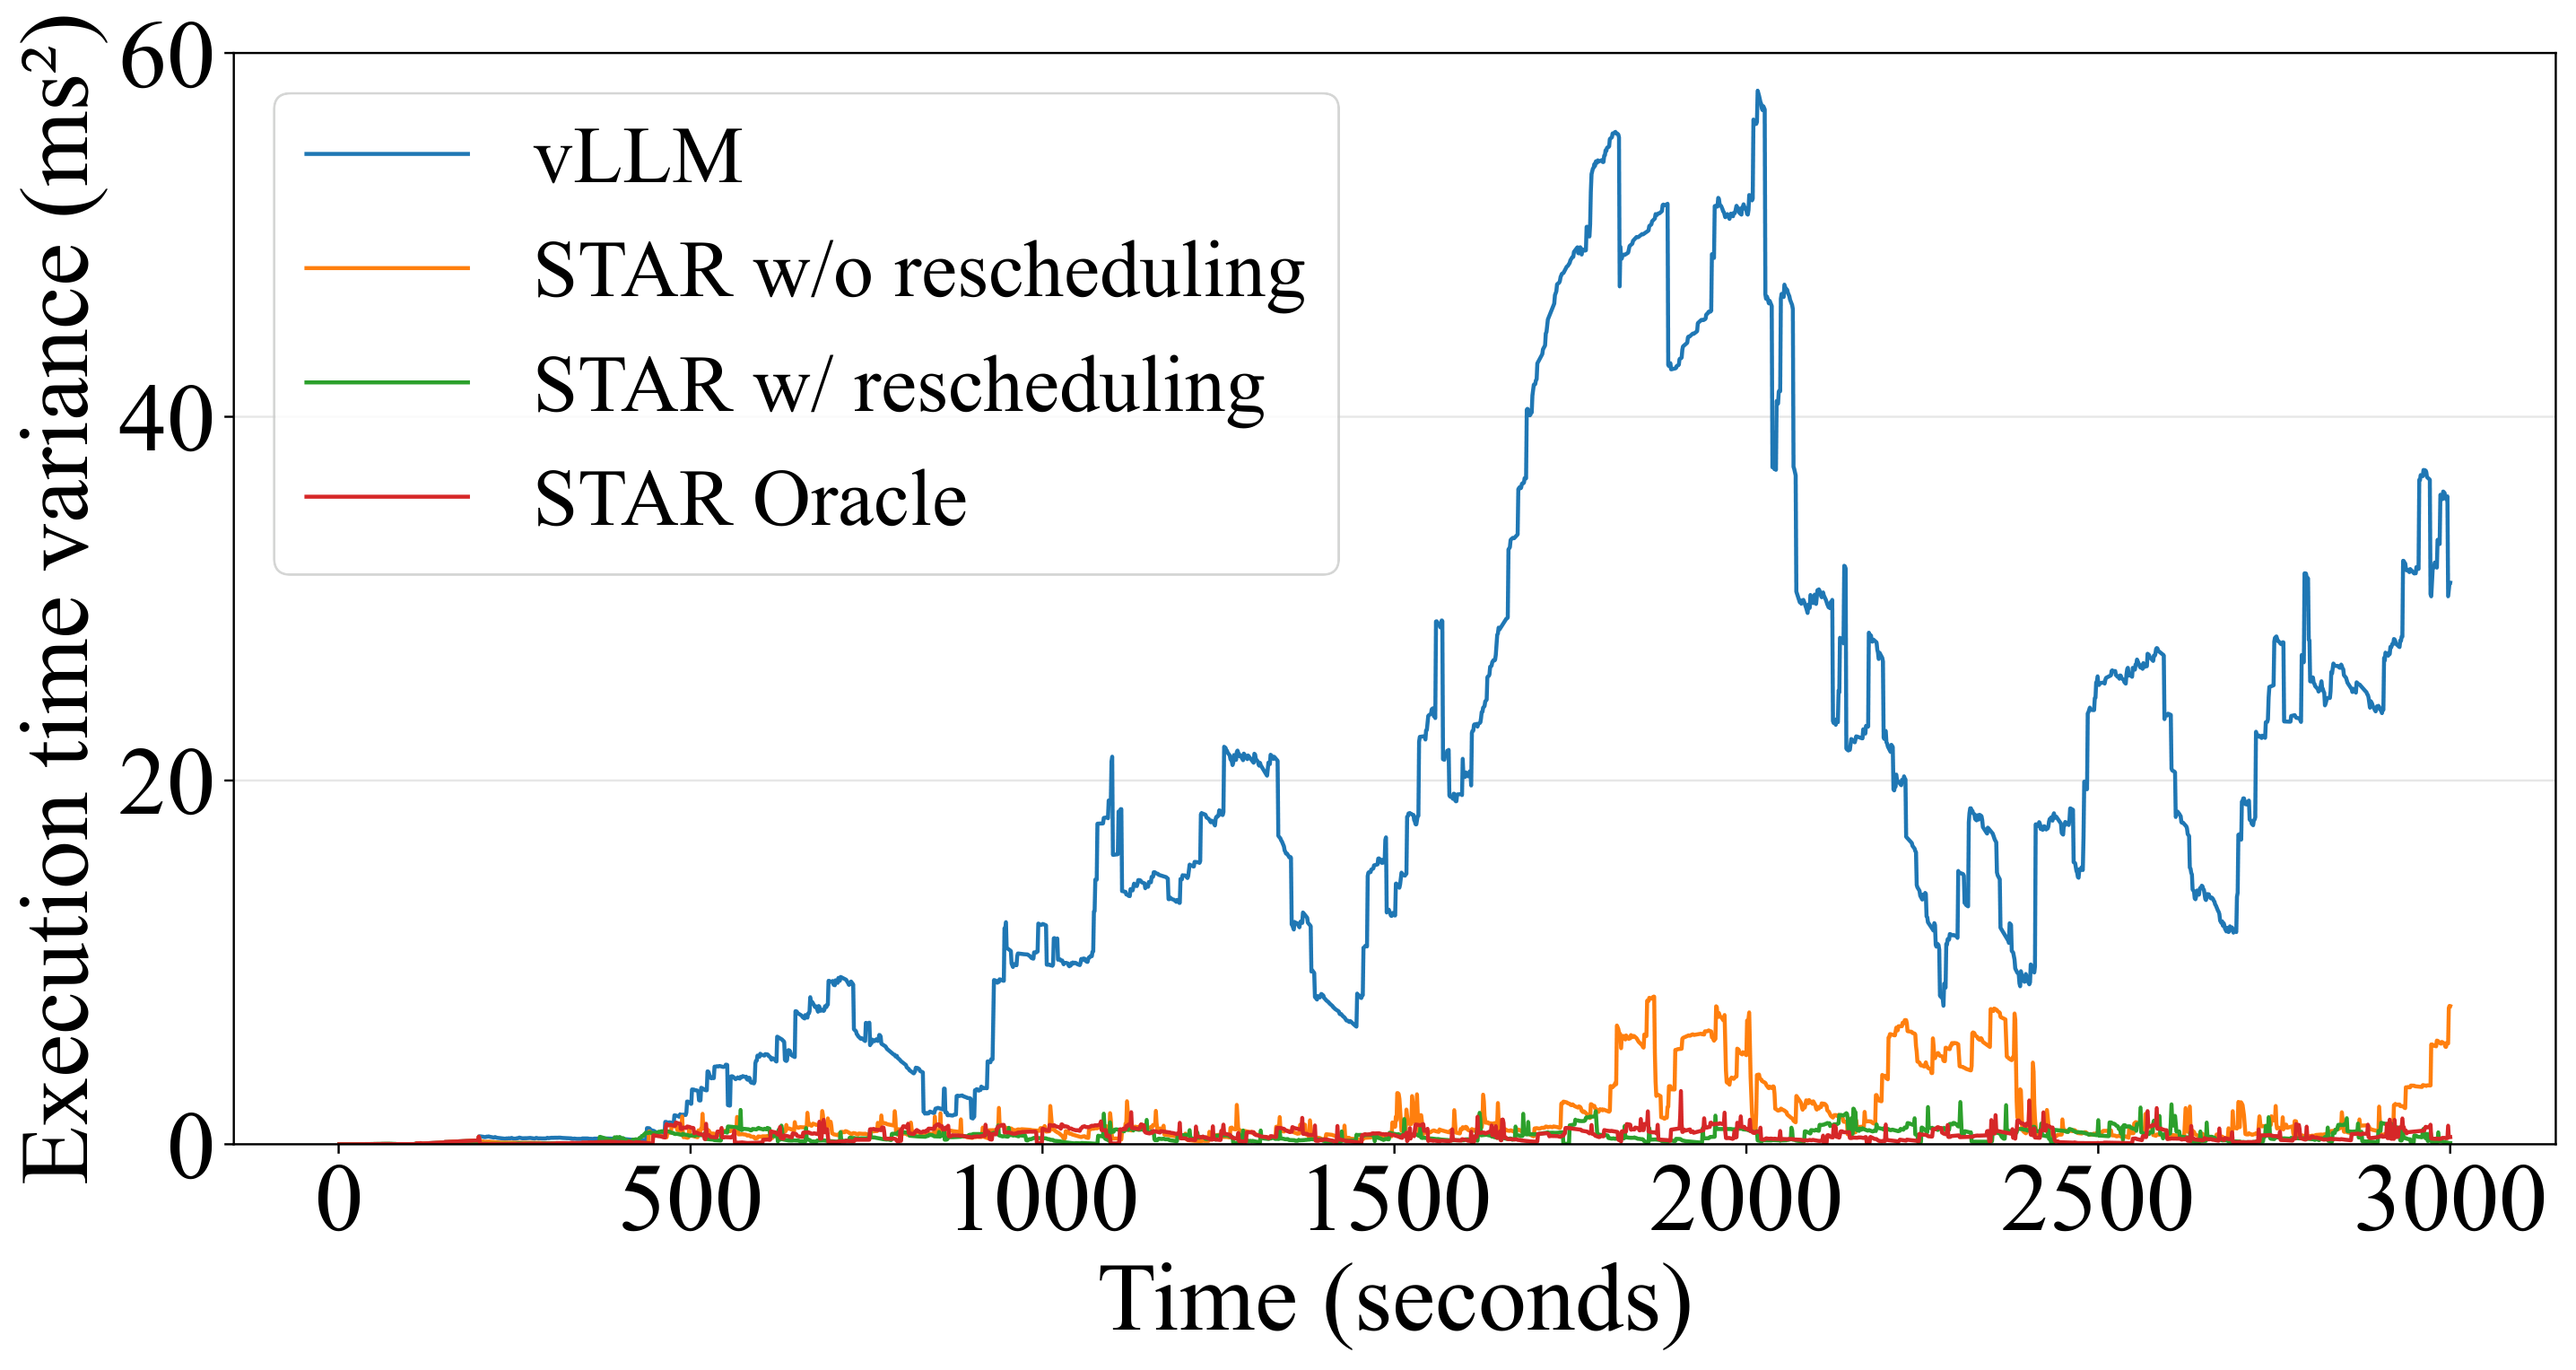 Execution time variance (ms²)
60
40
20
0
vLLM
STAR w/o rescheduling
STAR w/ rescheduling
STAR Oracle
0 500 1000 1500 2000 2500 3000
Time (seconds)